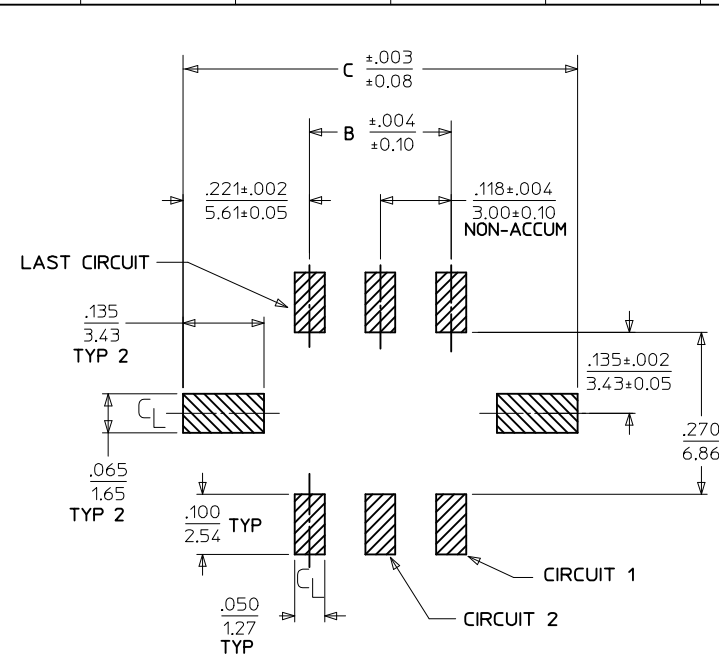 C ±.003
±0.08
B ±.004
±0.10
.221±.002
5.61±0.05
.118±.004
3.00±0.10
NON-ACCUM
LAST CIRCUIT
.135
3.43
TYP 2
.135±.002
3.43±0.05
CL
.270
6.86
.065
1.65
TYP 2
.100
2.54
TYP
CL
CIRCUIT 1
.050
1.27
TYP
CIRCUIT 2